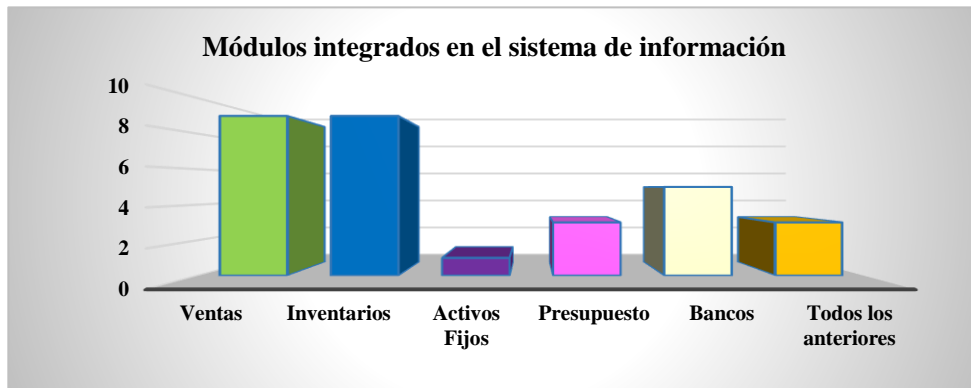 Módulos integrados en el sistema de información
10
8
6
4
2
0
Ventas
Inventarios
Activos
Fijos
Presupuesto
Bancos
Todos los
anteriores